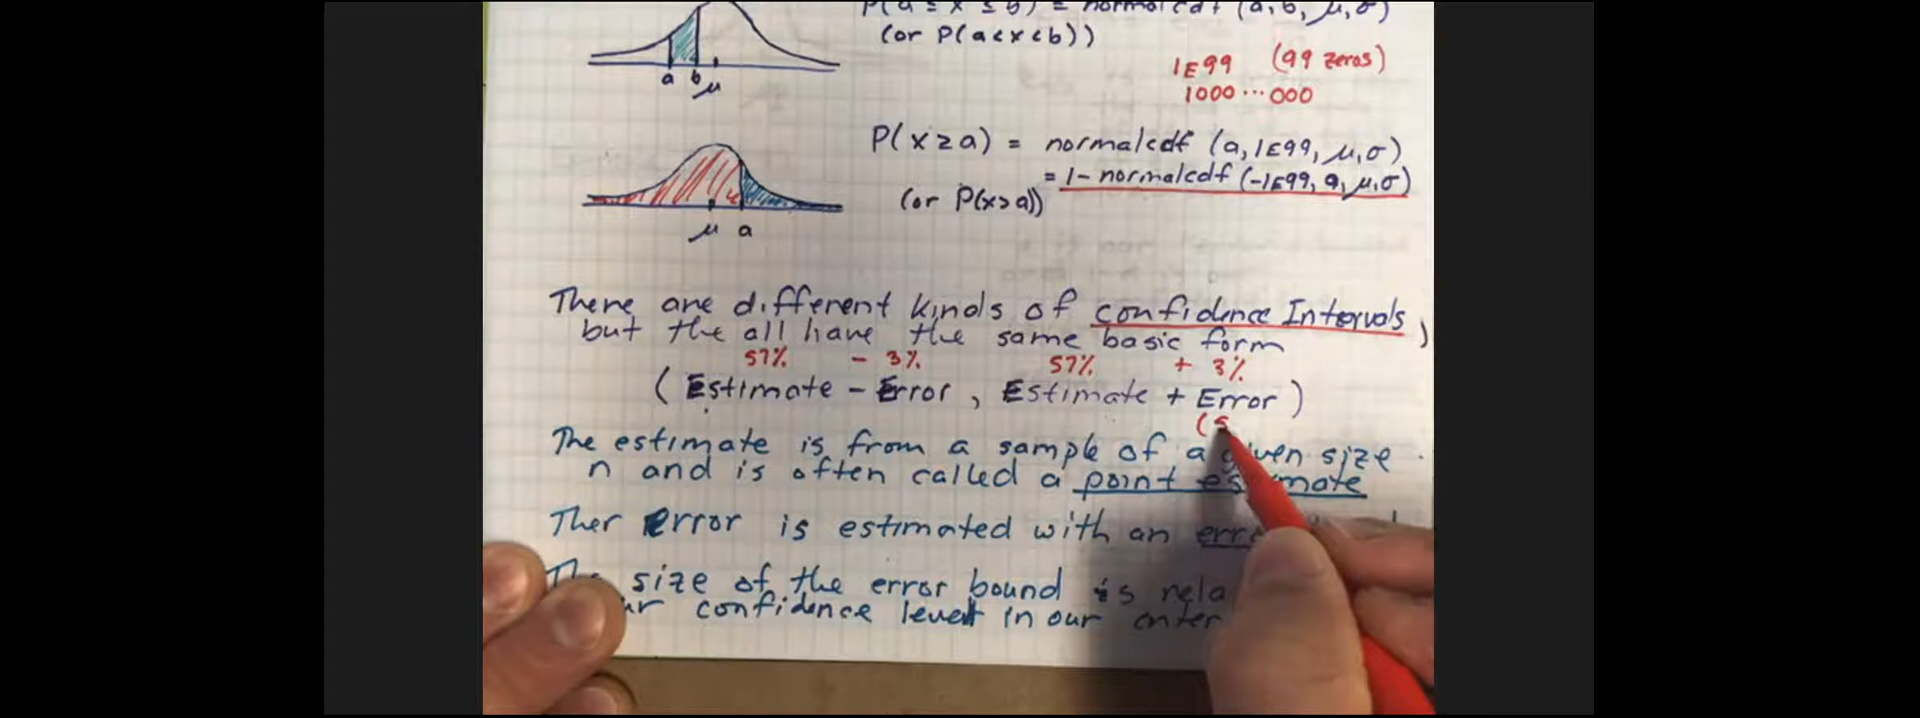 P(a ≤ x ≤ b) = normalcdf (a, b, μ, σ)
(or P(a<x<b))
a b
μ
1E99 (99 zeros)
1000...000
P(x ≥ a) = normalcdf (a, 1E99, μ, σ)
= 1 - normalcdf (-1E99, a, μ, σ)
(or P(x>a))
μ a
There are different kinds of confidence Intervals,
but the all have the same basic form
57% - 3% 57% + 3%
(Estimate - Error, Estimate + Error)
(5
The estimate is from a sample of a given size
n and is often called a point estimate
Ther Error is estimated with an
size of the error bound is
confidence level in our